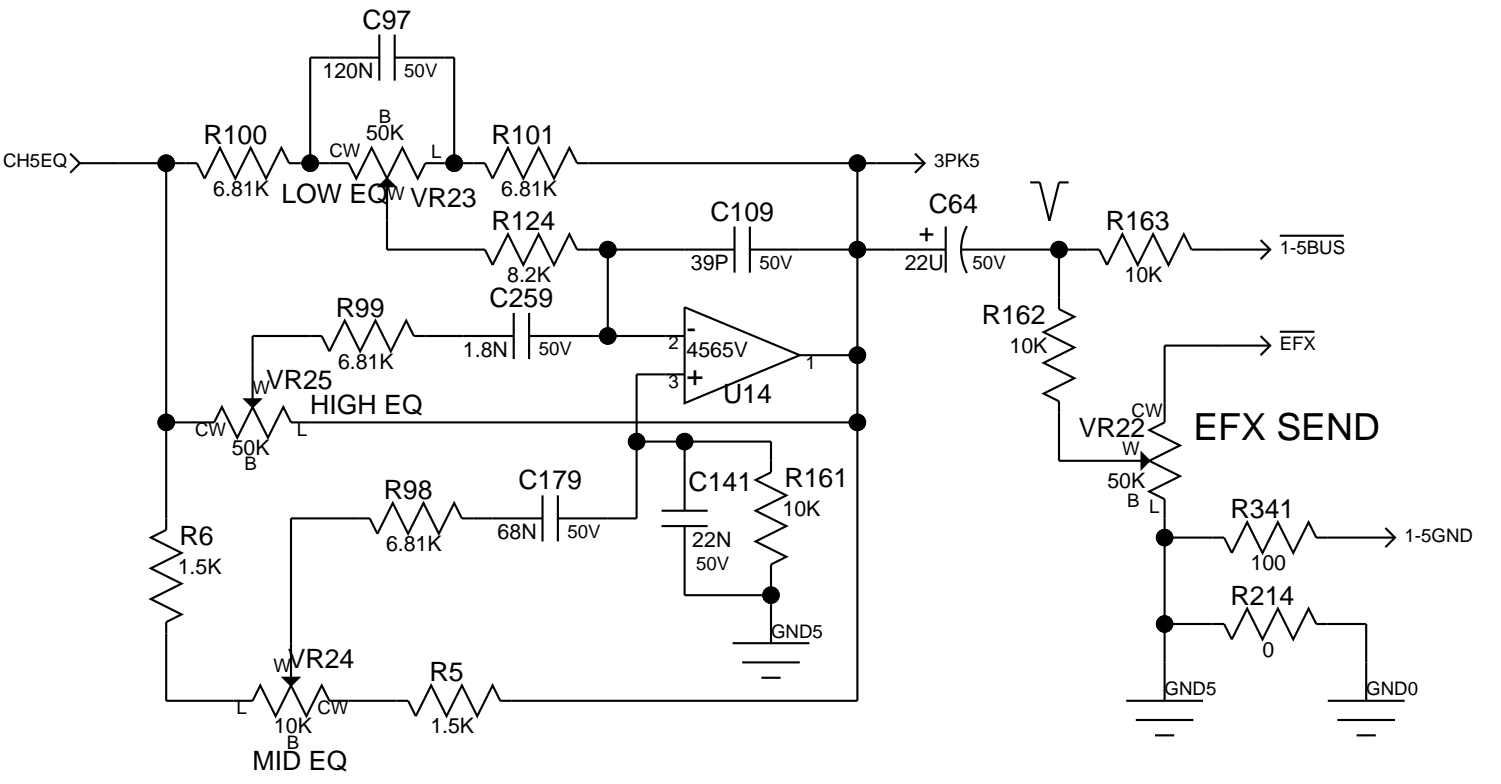 C97
120N 50V
CH5EQ
R100
6.81K
B
50K
CW
L
W
LOW EQ
VR23
R101
6.81K
3PK5
R124
8.2K
C109
39P 50V
C64
+
22U 50V
R163
10K
1-5BUS
R99
6.81K
C259
1.8N 50V
2
-
4565V
3
+
1
U14
R162
10K
EFX
W
VR25
HIGH EQ
CW
L
50K
B
CW
VR22
W
50K
B
L
EFX SEND
R98
6.81K
C179
68N 50V
C141
22N
50V
R161
10K
GND5
R6
1.5K
R341
100
1-5GND
R214
0
GND5
GND0
W
VR24
L
CW
10K
B
MID EQ
R5
1.5K